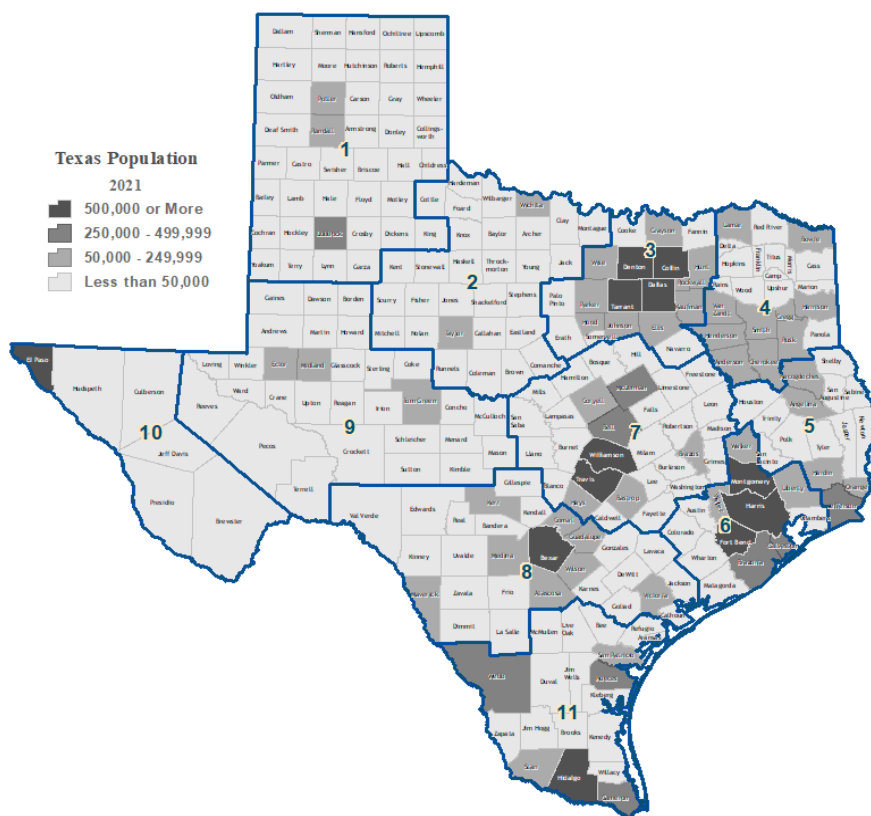 Texas Population
2021
500,000 or More
250,000 - 499,999
50,000 - 249,999
Less than 50,000
Dallam Sherman Hansford Ochiltree Lipscomb
Hartley Moore Hutchinson Roberts Hemphill
Oldham Potter Carson Gray Wheeler
Deaf Smith Randall Armstrong Donley Collings-
worth
1
Parmer Castro Swisher Briscoe Hall Childress
Bailey Lamb Hale Floyd Motley Cottle
Hardeman
Foard Wilbarger Wichita
Clay
Montague Cooke Grayson Fannin
Lamar Red River
Bowie
Cochran Hockley Lubbock Crosby Dickens King Knox Baylor Archer
3
Jack Wise Denton Collin Hunt
Delta
Hopkins Franklin Titus Morris Cass
Camp
Yoakum Terry Lynn Garza Kent Stonewall Haskell Throck-
morton Young
2
Palo
Pinto Parker Tarrant Dallas Rockwall
Kaufman
Rains Wood Upshur Marion
4
Van
Zandt Gregg Harrison
Gaines Dawson Borden Scurry Fisher Jones Shackelford Stephens
Erath Hood Johnson Ellis
Somervell
Henderson Smith Rusk Panola
Andrews Martin Howard Mitchell Nolan Taylor Callahan Eastland
Navarro
Anderson Cherokee
Shelby
El Paso
Hudspeth Culberson
Loving Winkler Ector Midland Glasscock Sterling Coke Runnels Coleman Brown Comanche
Hamilton Bosque Hill Freestone
Nacogdoches
San
Augustine Sabine
Ward Crane Upton Reagan Irion Tom Green Concho
McCulloch
Mills Coryell McLennan Limestone
Leon
Houston Angelina
Reeves
10
9
San
Saba Lampasas Bell Falls
7
Robertson Madison
Trinity
5
Polk Tyler Jasper
Jeff Davis Pecos Crockett Schleicher Menard
Mason Llano Burnet Williamson Milam Brazos Grimes
Walker San
Jacinto
Hardin
Sutton Kimble
Terrell
Presidio Brewster
Gillespie Blanco Travis Lee Burleson Washington Montgomery Liberty Orange
Val Verde Edwards Kerr Kendall Hays Bastrop Fayette Austin Harris Chambers
Real Bandera Comal Caldwell
Guadalupe
Colorado
6
Fort Bend
Kinney Uvalde Medina Bexar Gonzales Lavaca Wharton
8
Wilson
DeWitt
Jackson Matagorda
Maverick Zavala Frio Atascosa Karnes
Victoria
Goliad
Calhoun
Dimmit La Salle McMullen Live
Oak Bee Refugio
San Patricio
Webb Duval Jim
Wells
Nueces
Kleberg
11
Zapata Jim Hogg Brooks Kenedy
Starr Hidalgo Willacy
Cameron